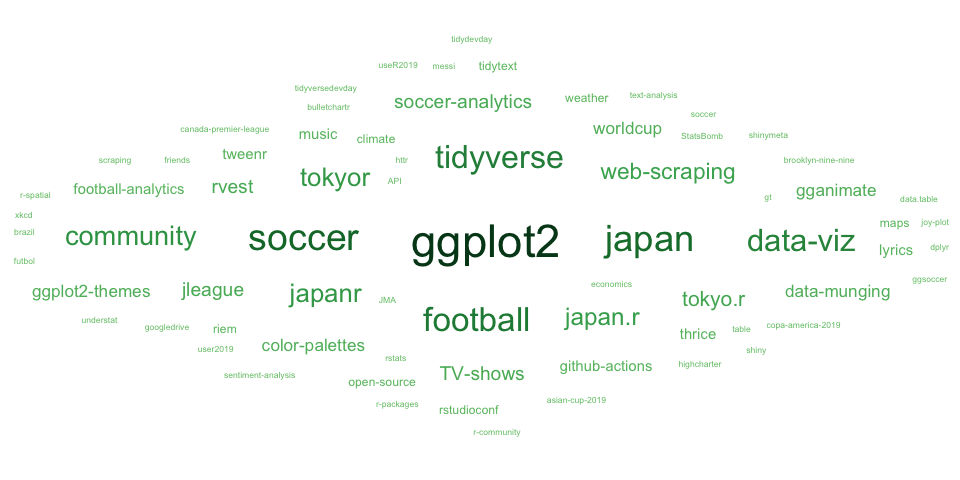 tidydevday
useR2019
messi
tidytext
tidyversedevday
bulletchartr
soccer-analytics
weather
text-analysis
soccer
canada-premier-league
music
climate
worldcup
StatsBomb
shinymeta
scraping
friends
tweenr
httr
tidyverse
web-scraping
brooklyn-nine-nine
r-spatial
football-analytics
rvest
tokyor
API
gt
gganimate
data.table
xkcd
brazil
community
soccer
ggplot2
japan
data-viz
maps
joy-plot
lyrics
dplyr
futbol
ggplot2-themes
jleague
japanr
JMA
economics
tokyo.r
data-munging
ggsoccer
understat
googledrive
riem
football
japan.r
thrice
table
copa-america-2019
user2019
color-palettes
rstats
shiny
sentiment-analysis
open-source
TV-shows
github-actions
highcharter
r-packages
rstudioconf
asian-cup-2019
r-community